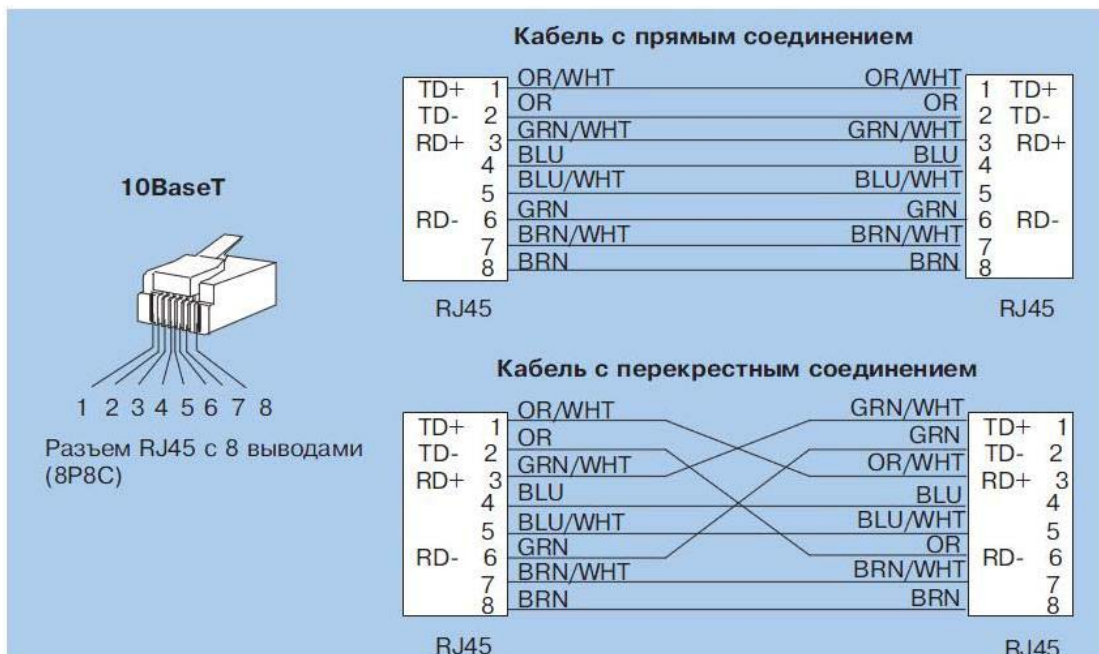 Кабель с прямым соединением
OR/WHT OR/WHT
TD+ 1 1 TD+
OR OR
TD- 2 2 TD-
GRN/WHT GRN/WHT
RD+ 3 3 RD+
BLU BLU
4 4
BLU/WHT BLU/WHT
5 5
GRN GRN
RD- 6 6 RD-
BRN/WHT BRN/WHT
7 7
BRN BRN
8 8
RJ45 RJ45
10BaseT
1 2 3 4 5 6 7 8
Разъем RJ45 с 8 выводами
(8P8C)
Кабель с перекрестным соединением
OR/WHT GRN/WHT
TD+ 1 TD+ 1
OR GRN
TD- 2 TD- 2
GRN/WHT OR/WHT
RD+ 3 RD+ 3
BLU BLU
4 4
BLU/WHT BLU/WHT
5 5
GRN OR
RD- 6 RD- 6
BRN/WHT BRN/WHT
7 7
BRN BRN
8 8
RJ45 RJ45